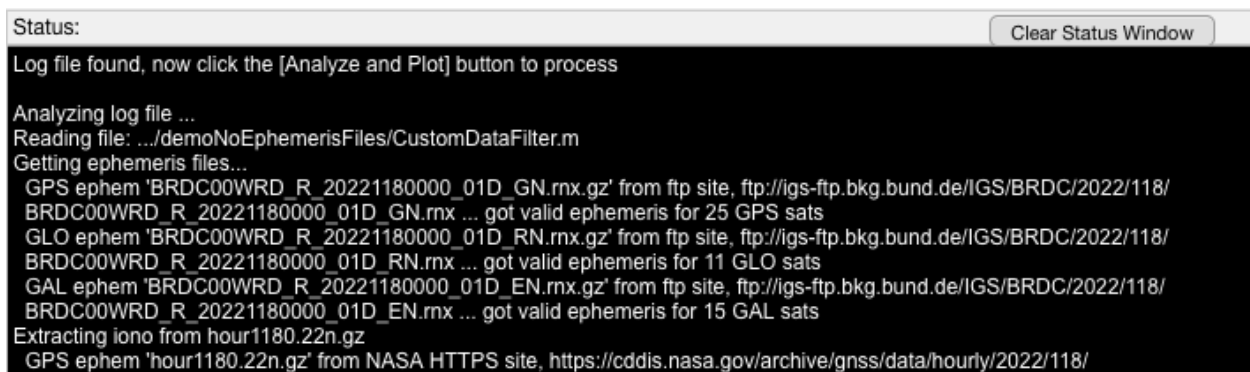 Status:
Clear Status Window
Log file found, now click the [Analyze and Plot] button to process
Analyzing log file ...
Reading file: .../demoNoEphemerisFiles/CustomDataFilter.m
Getting ephemeris files...
GPS ephem 'BRDC00WRD_R_20221180000_01D_GN.rnx.gz' from ftp site, ftp://igs-ftp.bkg.bund.de/IGS/BRDC/2022/118/
BRDC00WRD_R_20221180000_01D_GN.rnx ... got valid ephemeris for 25 GPS sats
GLO ephem 'BRDC00WRD_R_20221180000_01D_RN.rnx.gz' from ftp site, ftp://igs-ftp.bkg.bund.de/IGS/BRDC/2022/118/
BRDC00WRD_R_20221180000_01D_RN.rnx ... got valid ephemeris for 11 GLO sats
GAL ephem 'BRDC00WRD_R_20221180000_01D_EN.rnx.gz' from ftp site, ftp://igs-ftp.bkg.bund.de/IGS/BRDC/2022/118/
BRDC00WRD_R_20221180000_01D_EN.rnx ... got valid ephemeris for 15 GAL sats
Extracting iono from hour1180.22n.gz
GPS ephem 'hour1180.22n.gz' from NASA HTTPS site, https://cddis.nasa.gov/archive/gnss/data/hourly/2022/118/